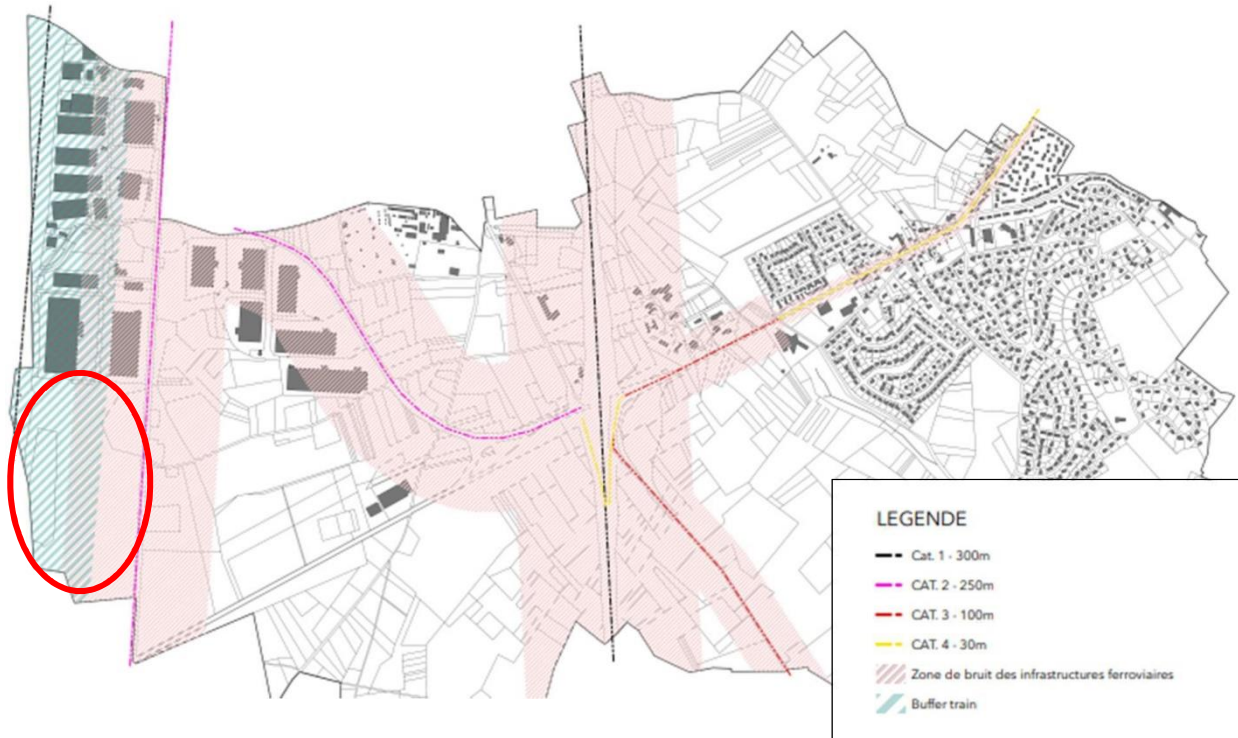 LEGENDE
Cat. 1 - 300m
CAT. 2 - 250m
CAT. 3 - 100m
CAT. 4 - 30m
Zone de bruit des infrastructures ferroviaires
Buffer train